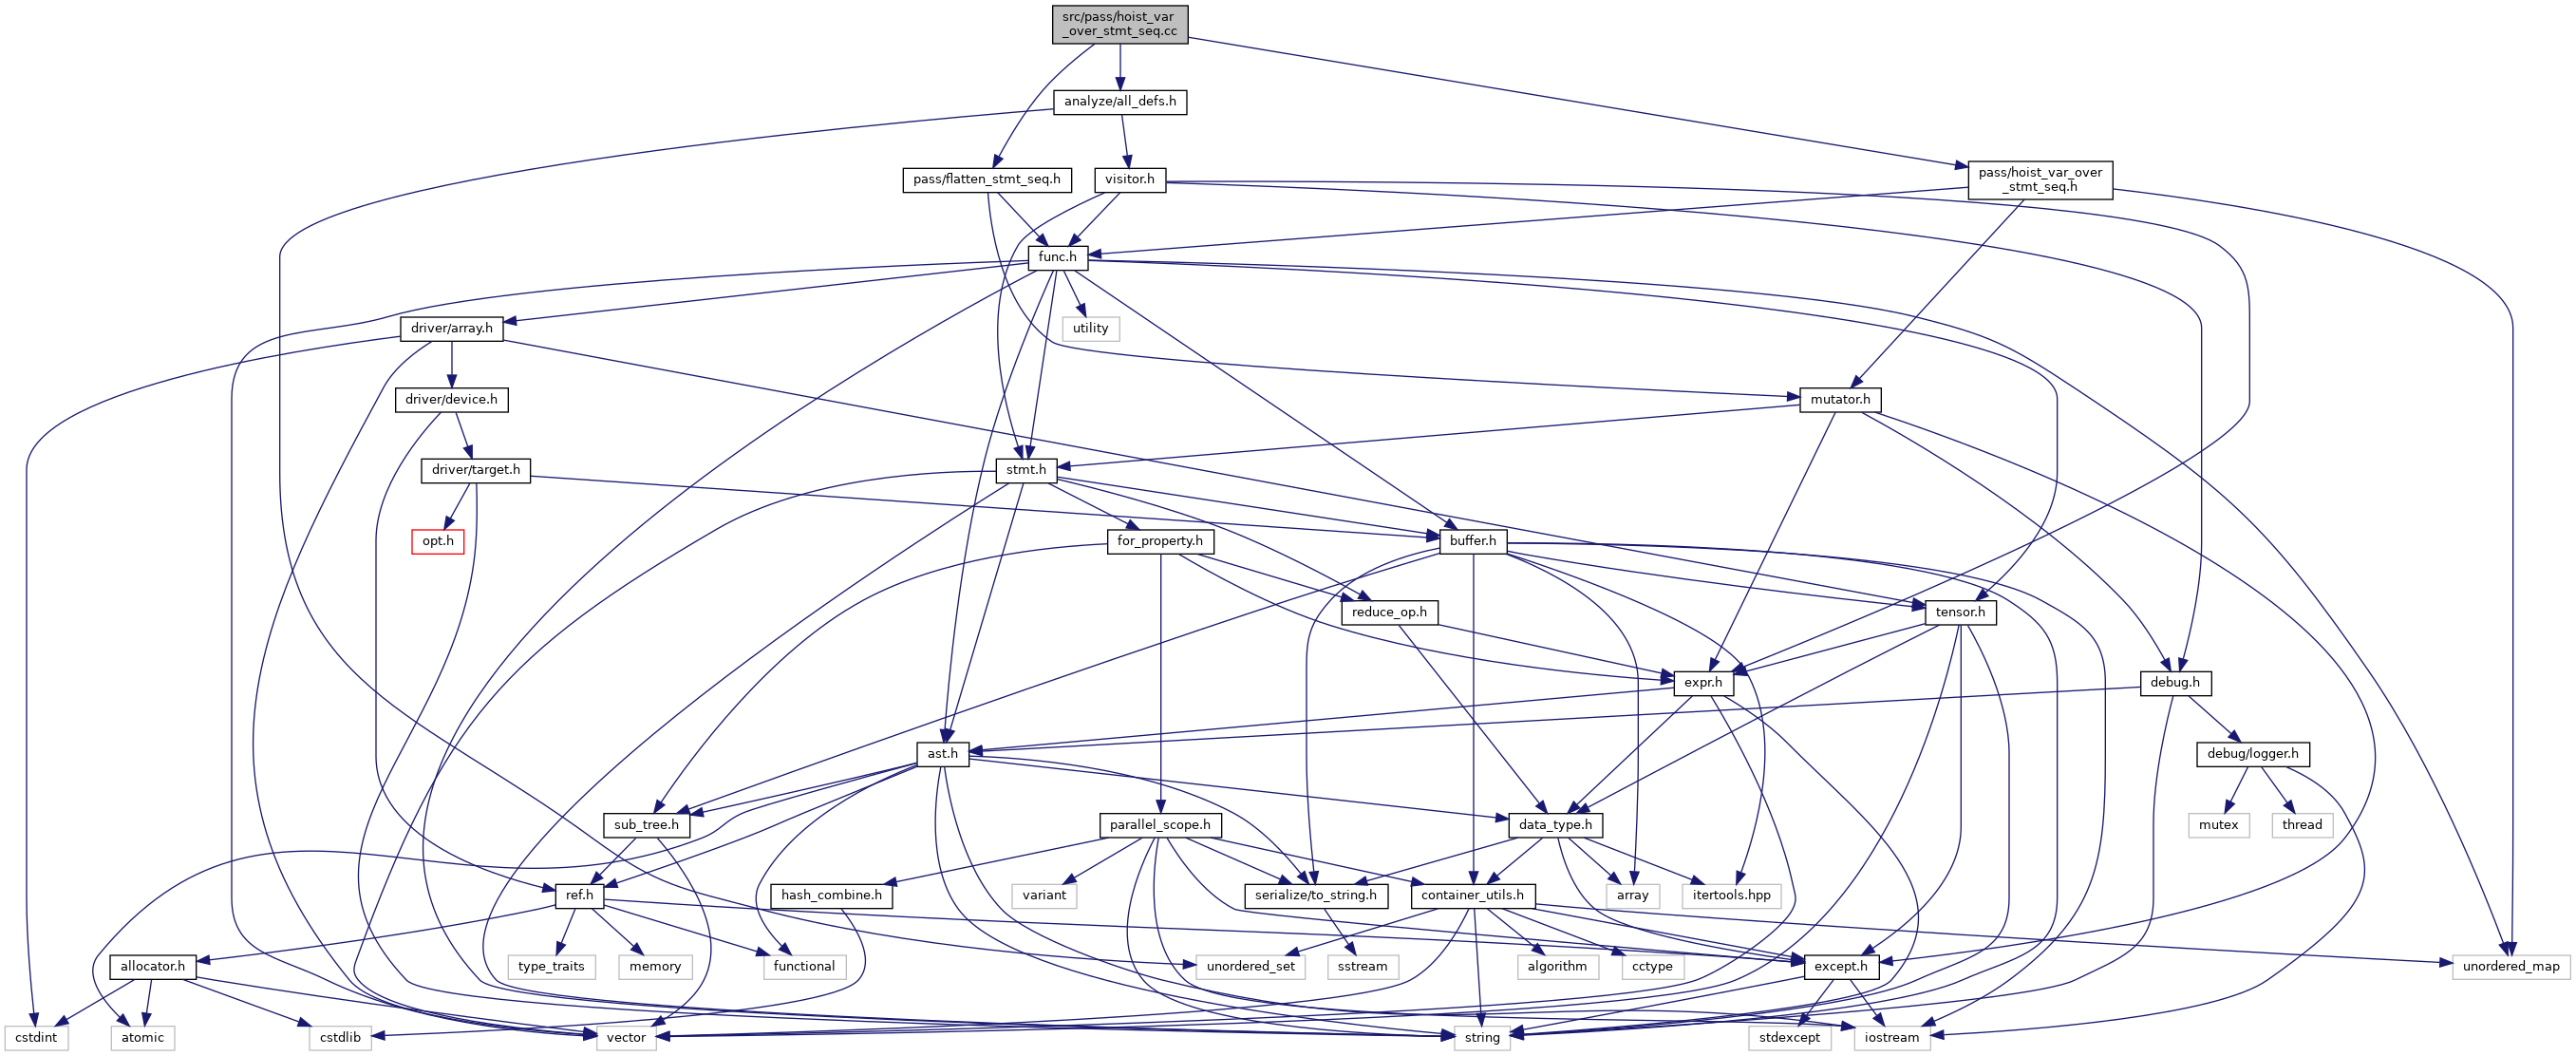 src/pass/hoist_var
_over_stmt_seq.cc
analyze/all_defs.h
pass/flatten_stmt_seq.h
visitor.h
pass/hoist_var_over
_stmt_seq.h
func.h
driver/array.h
utility
driver/device.h
mutator.h
driver/target.h
stmt.h
opt.h
for_property.h
buffer.h
reduce_op.h
tensor.h
expr.h
debug.h
ast.h
debug/logger.h
sub_tree.h
parallel_scope.h
data_type.h
mutex
thread
ref.h
hash_combine.h
variant
serialize/to_string.h
container_utils.h
array
itertools.hpp
allocator.h
type_traits
memory
functional
unordered_set
sstream
algorithm
cctype
except.h
unordered_map
cstdint
atomic
cstdlib
vector
string
stdexcept
iostream